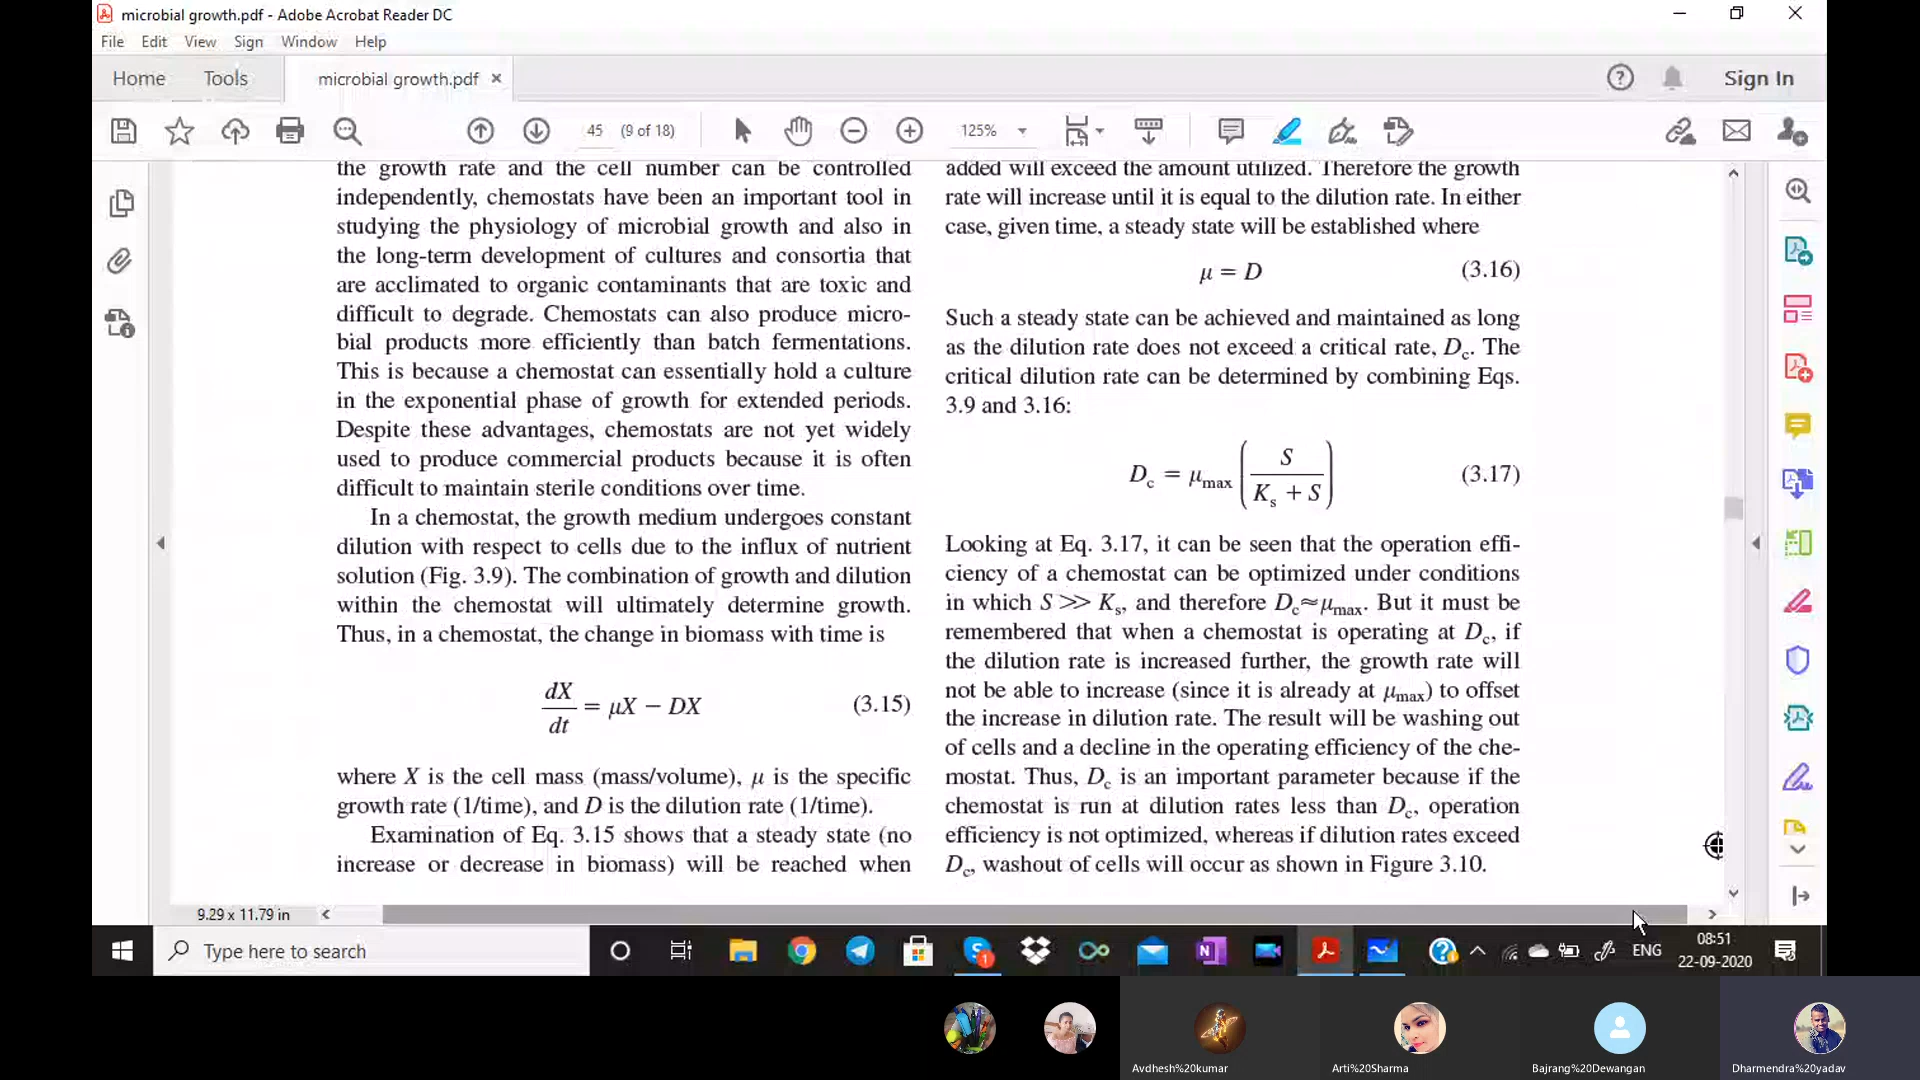 microbial growth.pdf - Adobe Acrobat Reader DC
File Edit View Sign Window Help
Home Tools microbial growth.pdf × Sign In
45 (9 of 18) 125%
the growth rate and the cell number can be controlled
independently, chemostats have been an important tool in
studying the physiology of microbial growth and also in
the long-term development of cultures and consortia that
are acclimated to organic contaminants that are toxic and
difficult to degrade. Chemostats can also produce micro-
bial products more efficiently than batch fermentations.
This is because a chemostat can essentially hold a culture
in the exponential phase of growth for extended periods.
Despite these advantages, chemostats are not yet widely
used to produce commercial products because it is often
difficult to maintain sterile conditions over time.
In a chemostat, the growth medium undergoes constant
dilution with respect to cells due to the influx of nutrient
solution (Fig. 3.9). The combination of growth and dilution
within the chemostat will ultimately determine growth.
Thus, in a chemostat, the change in biomass with time is
dX/dt = μX − DX (3.15)
where X is the cell mass (mass/volume), μ is the specific
growth rate (1/time), and D is the dilution rate (1/time).
Examination of Eq. 3.15 shows that a steady state (no
increase or decrease in biomass) will be reached when
added will exceed the amount utilized. Therefore the growth
rate will increase until it is equal to the dilution rate. In either
case, given time, a steady state will be established where
μ = D (3.16)
Such a steady state can be achieved and maintained as long
as the dilution rate does not exceed a critical rate, Dc. The
critical dilution rate can be determined by combining Eqs.
3.9 and 3.16:
Dc = μmax (S / Ks + S) (3.17)
Looking at Eq. 3.17, it can be seen that the operation effi-
ciency of a chemostat can be optimized under conditions
in which S >> Ks, and therefore Dc≈μmax. But it must be
remembered that when a chemostat is operating at Dc, if
the dilution rate is increased further, the growth rate will
not be able to increase (since it is already at μmax) to offset
the increase in dilution rate. The result will be washing out
of cells and a decline in the operating efficiency of the che-
mostat. Thus, Dc is an important parameter because if the
chemostat is run at dilution rates less than Dc, operation
efficiency is not optimized, whereas if dilution rates exceed
Dc, washout of cells will occur as shown in Figure 3.10.
9.29 x 11.79 in
Type here to search
ENG
08:51
22-09-2020
Avdhesh%20kumar Arti%20Sharma Bajrang%20Dewangan Dharmendra%20yadav